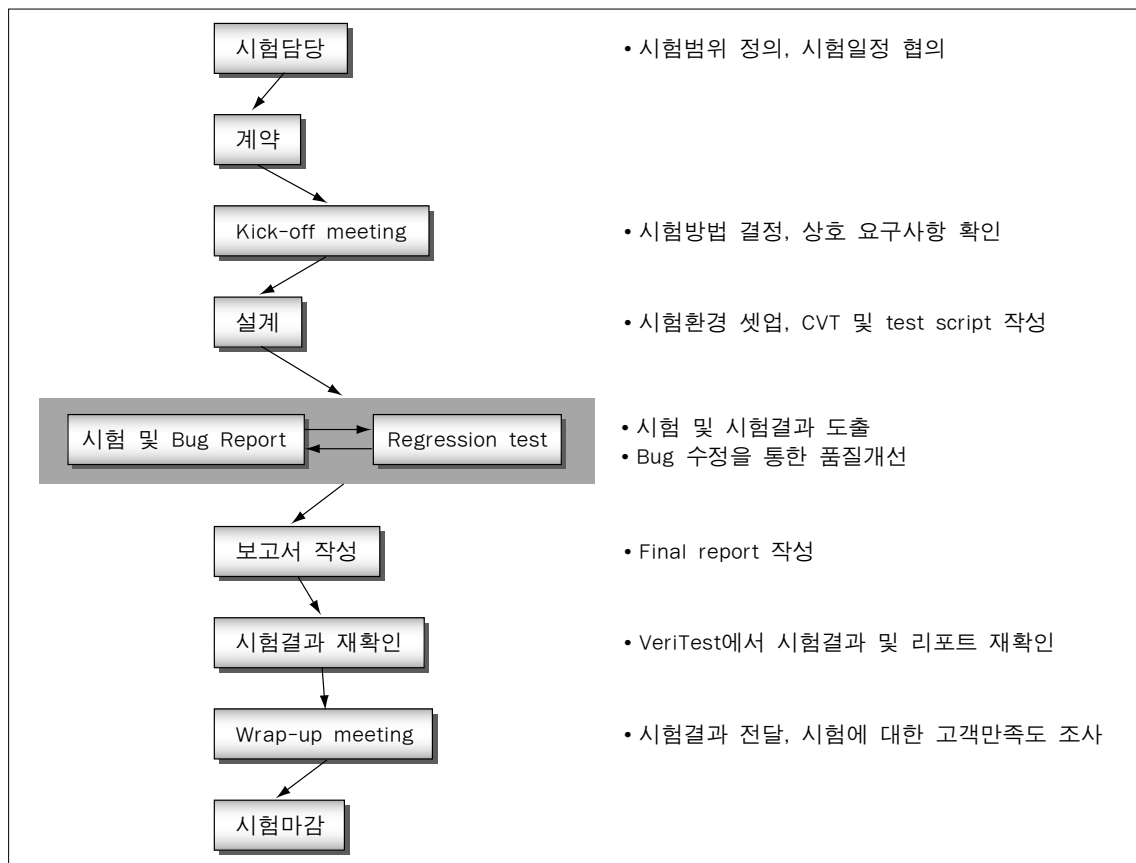 시험담당
• 시험범위 정의, 시험일정 협의
계약
Kick-off meeting
• 시험방법 결정, 상호 요구사항 확인
설계
• 시험환경 셋업, CVT 및 test script 작성
시험 및 Bug Report
Regression test
• 시험 및 시험결과 도출
• Bug 수정을 통한 품질개선
보고서 작성
• Final report 작성
시험결과 재확인
• VeriTest에서 시험결과 및 리포트 재확인
Wrap-up meeting
• 시험결과 전달, 시험에 대한 고객만족도 조사
시험마감